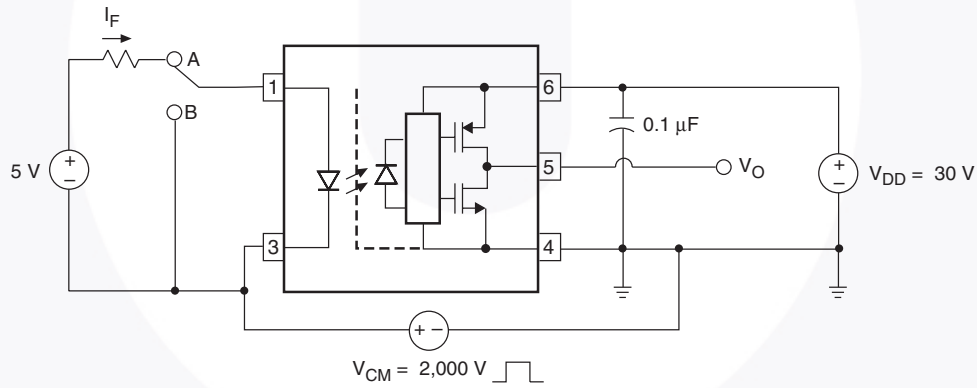 I_F
A
B
5 V
+
−
1
3
6
5
4
0.1 μF
V_O
+
−
V_DD = 30 V
+ −
V_CM = 2,000 V